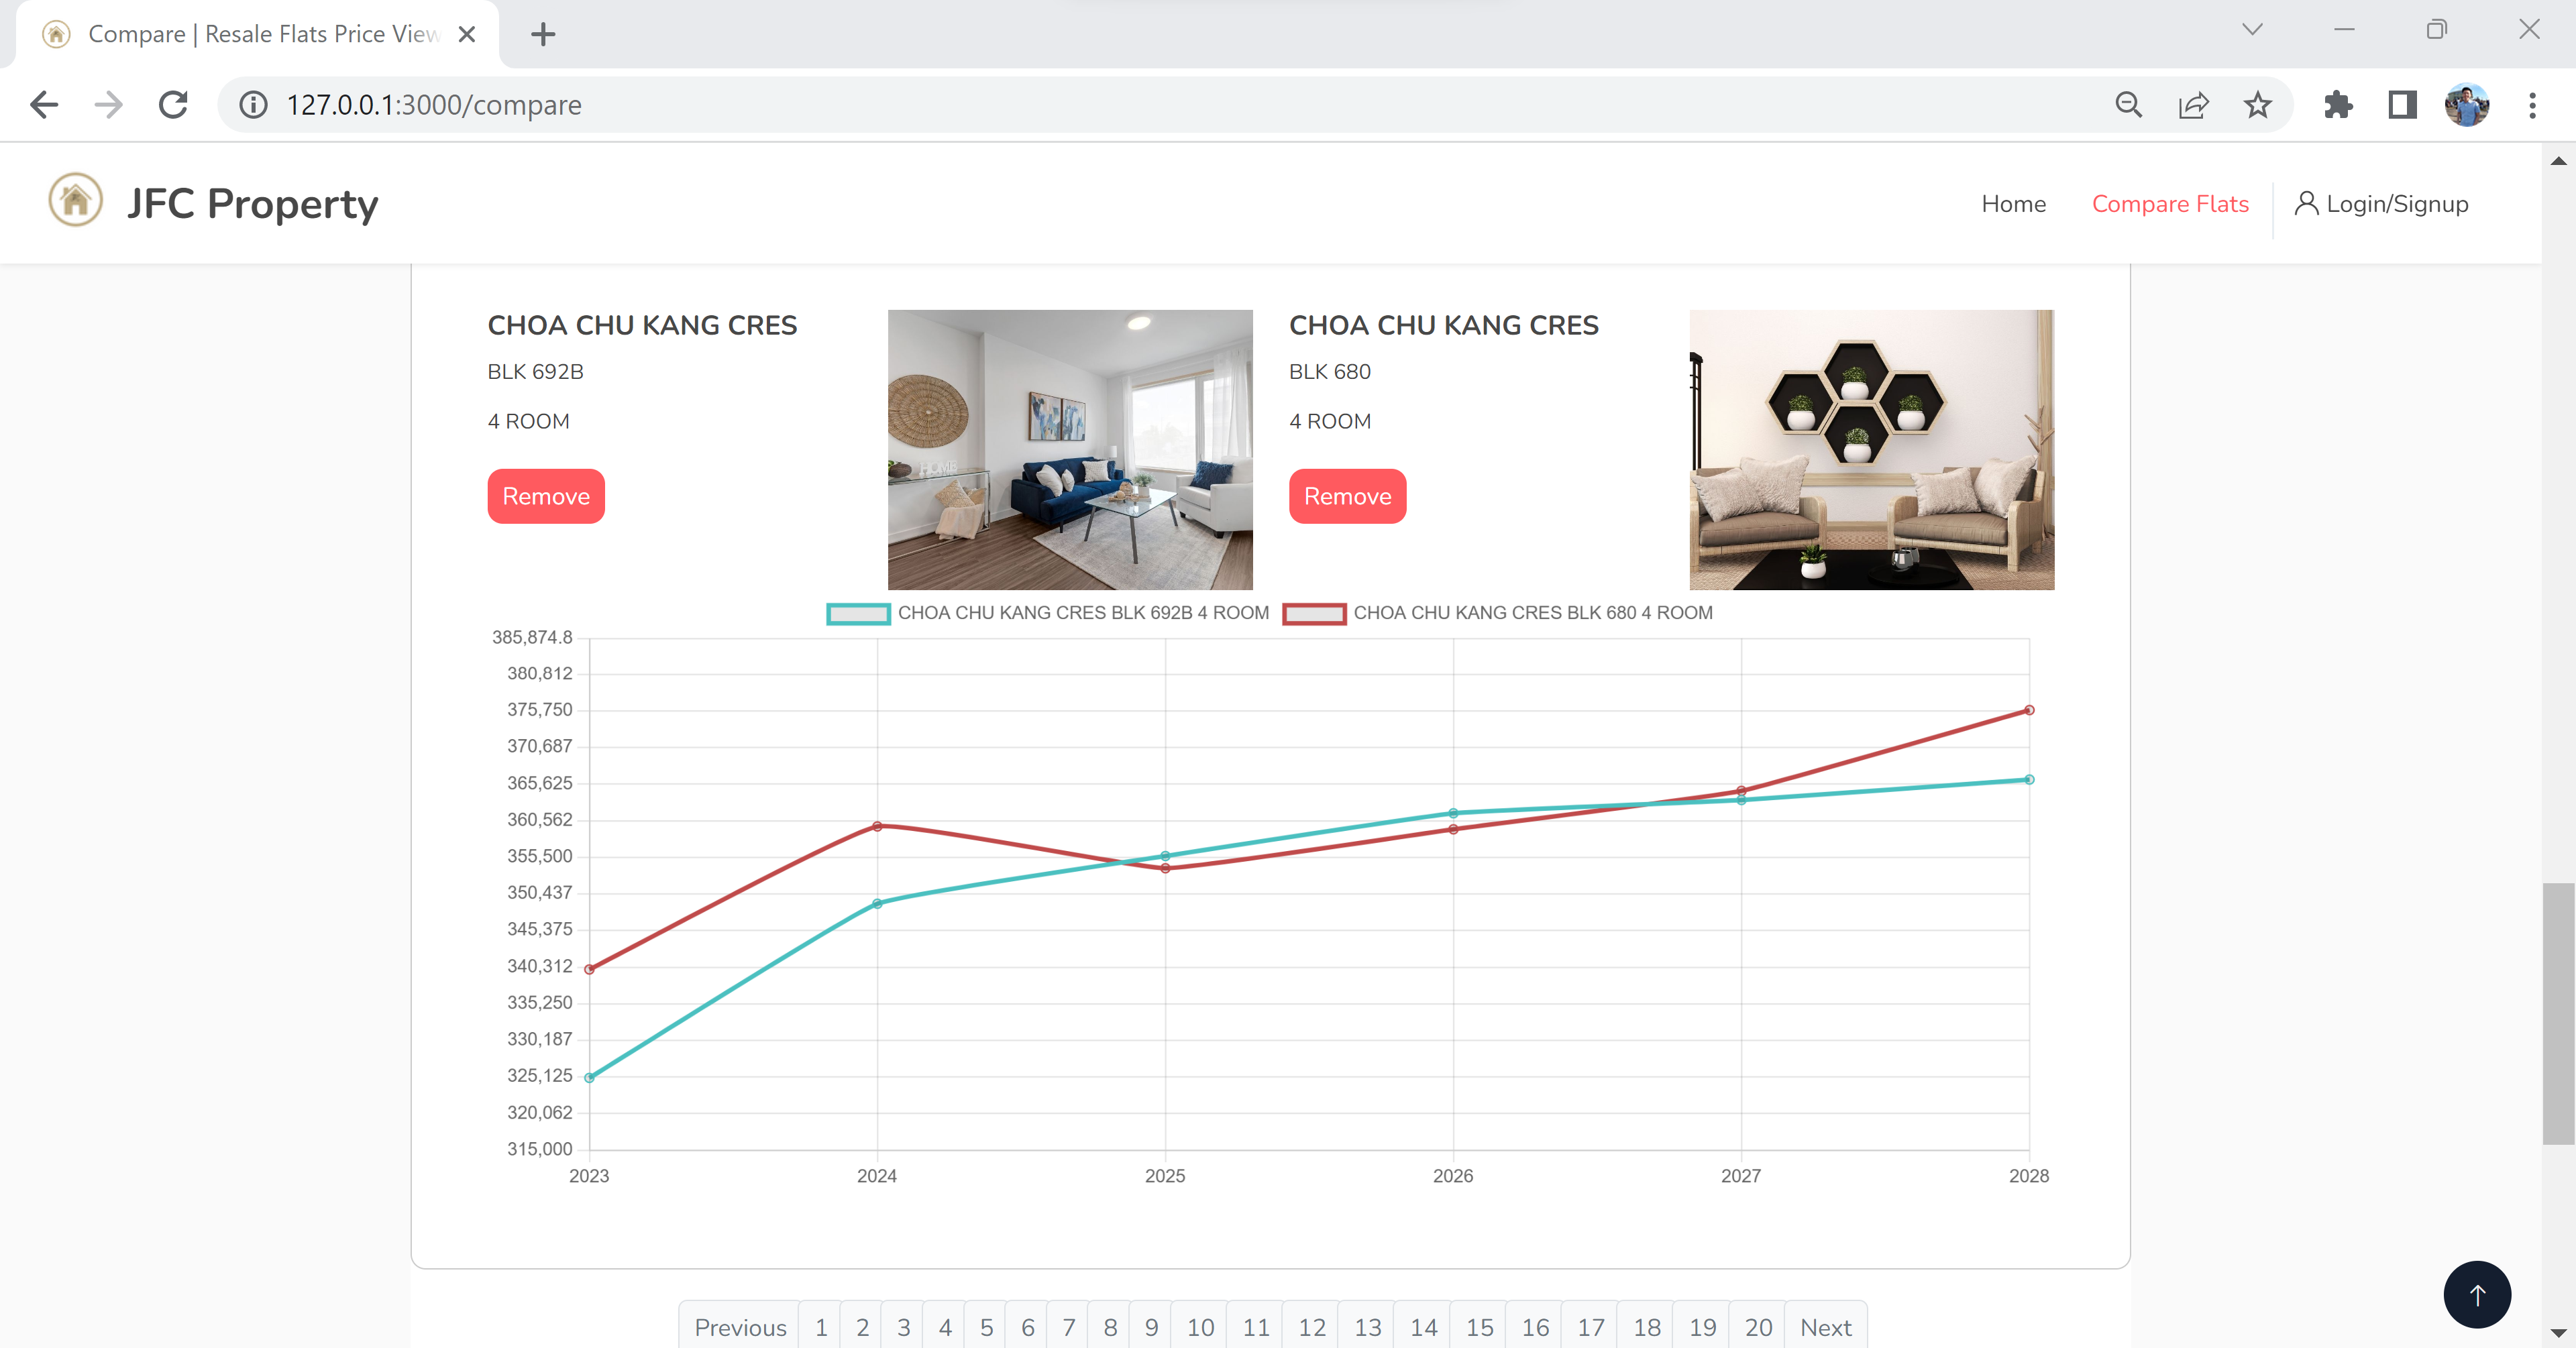 Compare | Resale Flats Price View
127.0.0.1:3000/compare
JFC Property
Home
Compare Flats
Login/Signup
CHOA CHU KANG CRES
BLK 692B
4 ROOM
Remove
HOME
CHOA CHU KANG CRES
BLK 680
4 ROOM
Remove
CHOA CHU KANG CRES BLK 692B 4 ROOM
CHOA CHU KANG CRES BLK 680 4 ROOM
385,874.8
380,812
375,750
370,687
365,625
360,562
355,500
350,437
345,375
340,312
335,250
330,187
325,125
320,062
315,000
2023 2024 2025 2026 2027 2028
Previous 1 2 3 4 5 6 7 8 9 10 11 12 13 14 15 16 17 18 19 20 Next